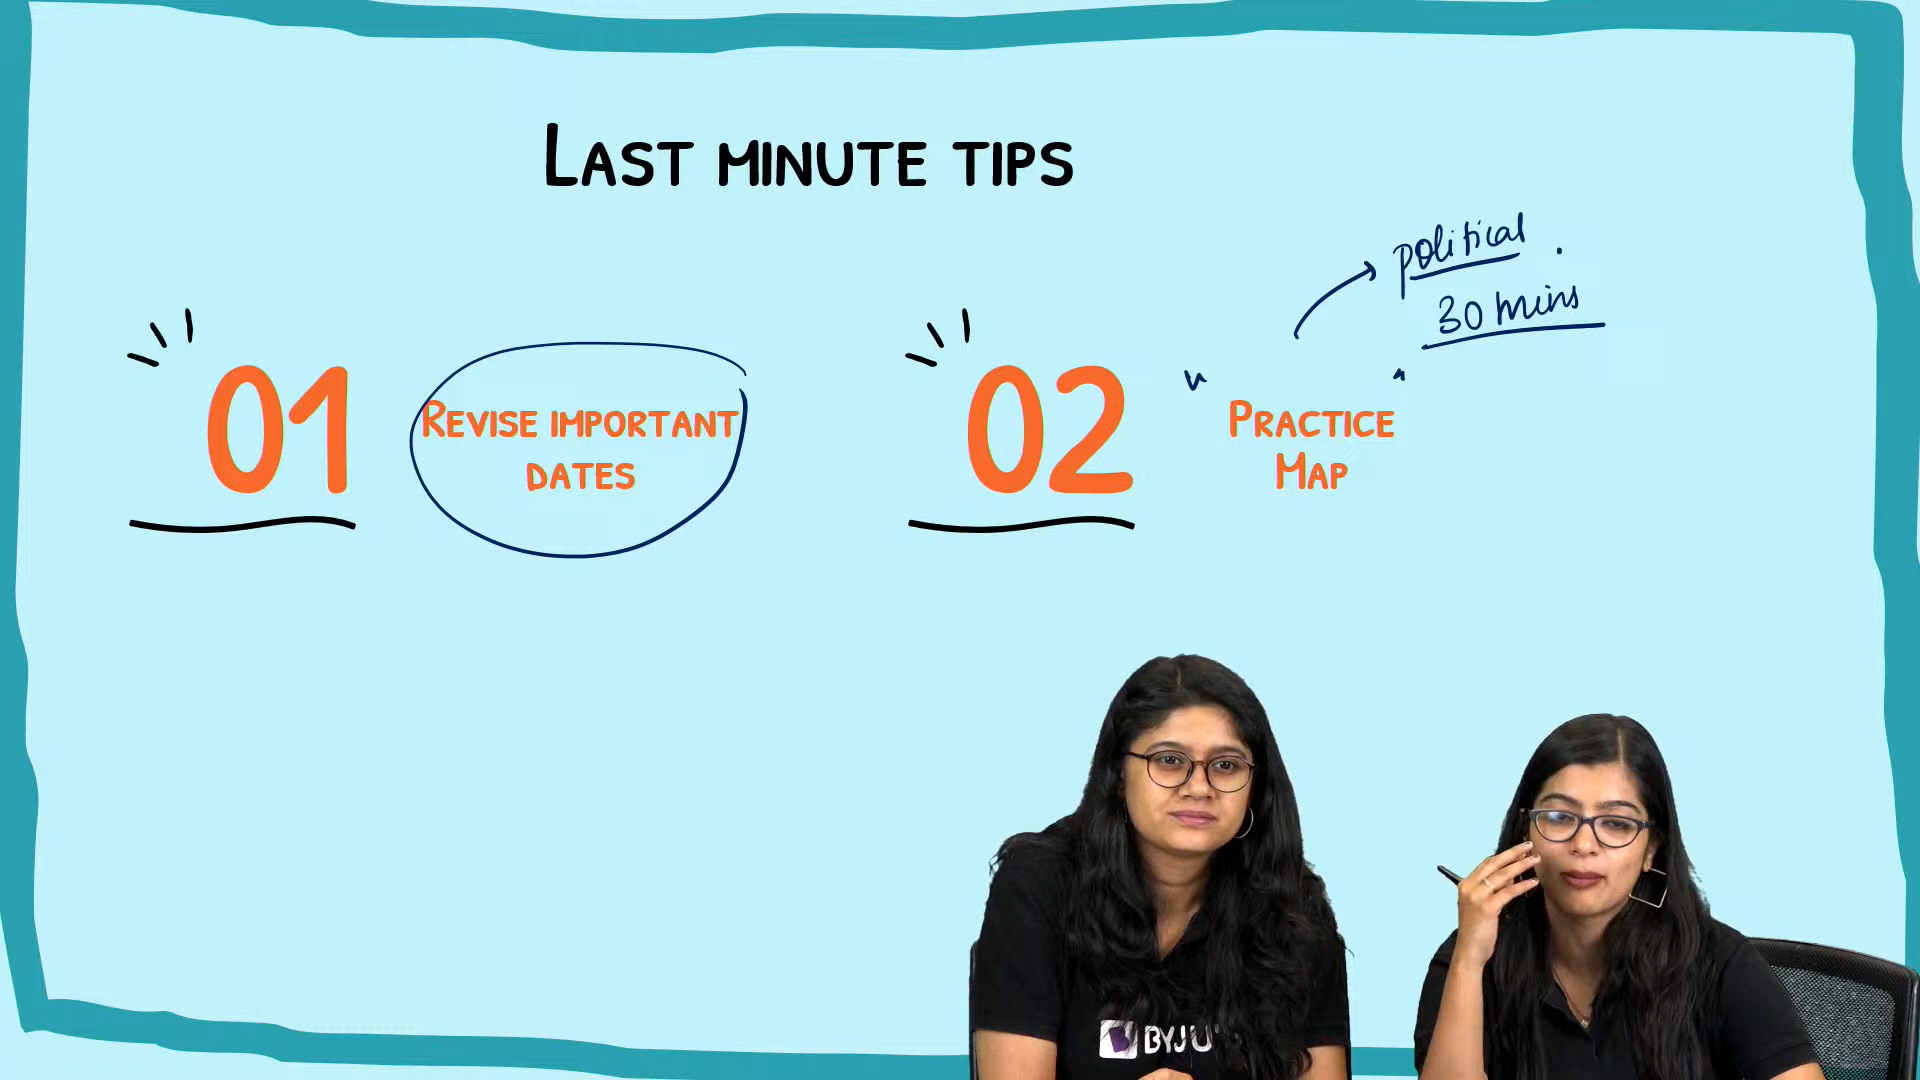 LAST MINUTE TIPS
political.
30 mins
01
REVISE IMPORTANT
DATES
02
"PRACTICE"
MAP
BYJU